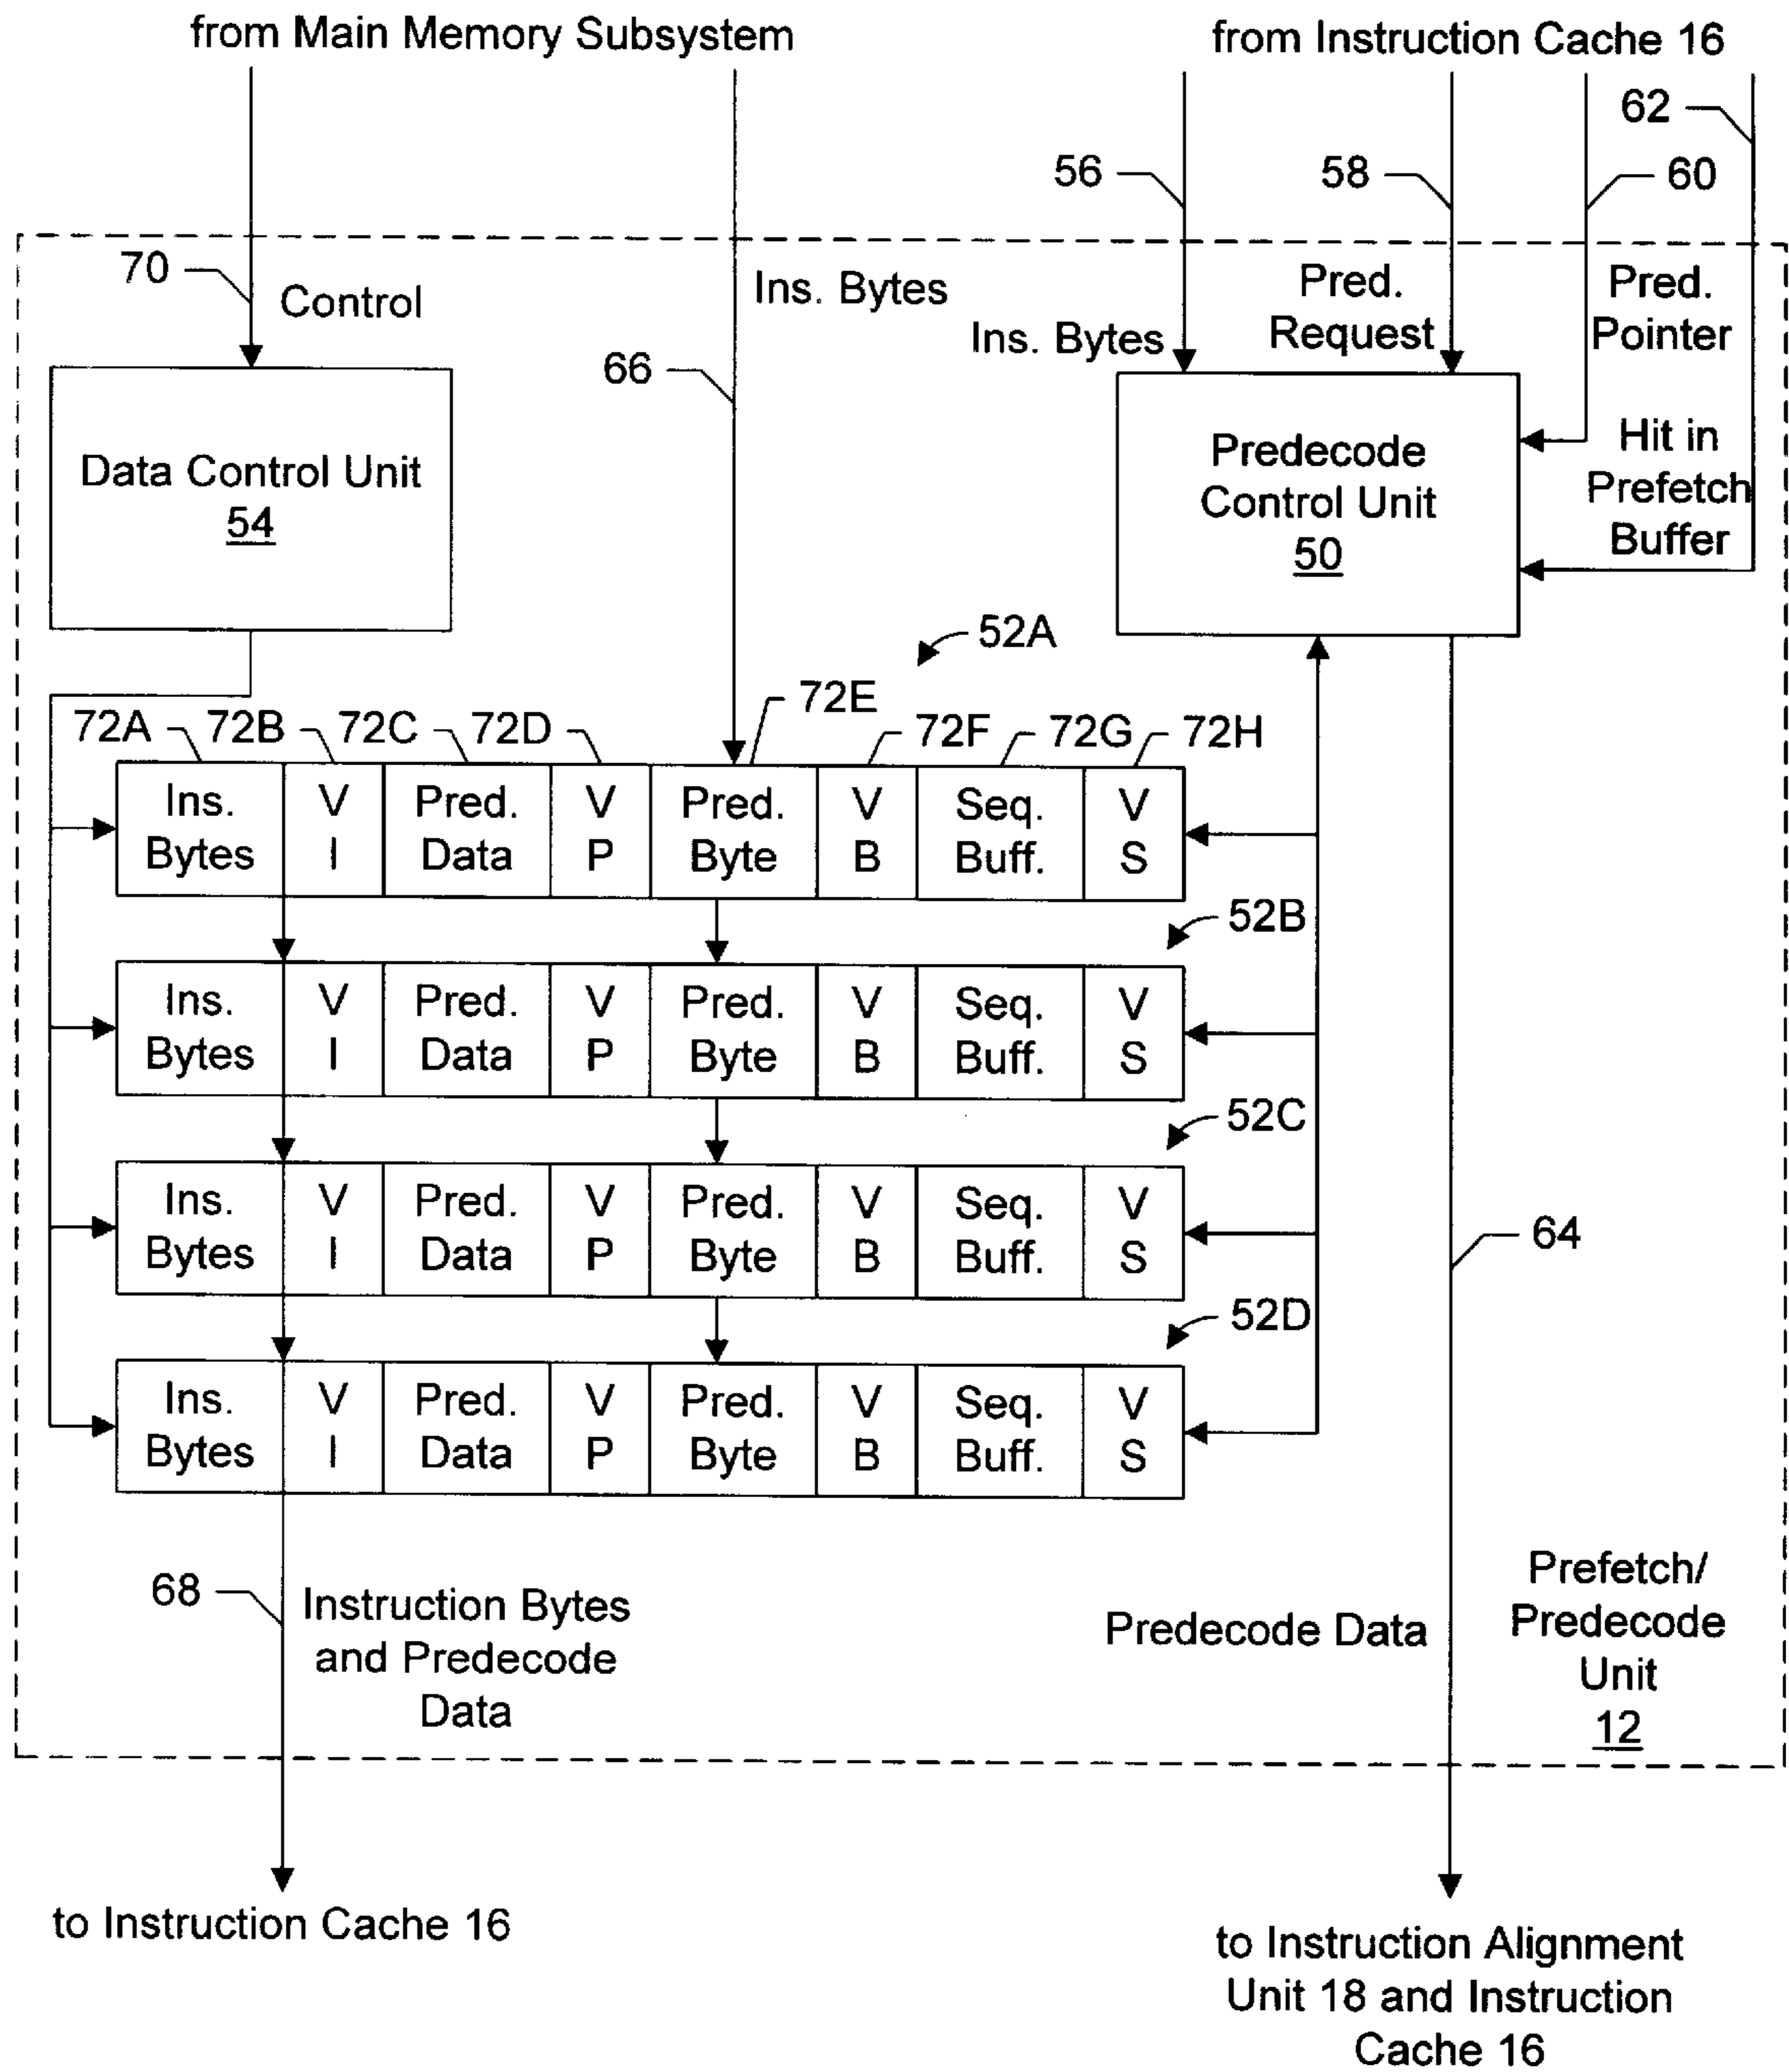 from Main Memory Subsystem
from Instruction Cache 16
62
56
58
60
70
Control
Ins. Bytes
Ins. Bytes
Pred.
Request
Pred.
Pointer
66
Data Control Unit
54
Predecode
Control Unit
50
Hit in
Prefetch
Buffer
52A
72A
72B
72C
72D
72E
72F
72G
72H
Ins. V Pred. V Pred. V Seq. V
Bytes I Data P Byte B Buff. S
52B
Ins. V Pred. V Pred. V Seq. V
Bytes I Data P Byte B Buff. S
52C
Ins. V Pred. V Pred. V Seq. V
Bytes I Data P Byte B Buff. S
64
52D
Ins. V Pred. V Pred. V Seq. V
Bytes I Data P Byte B Buff. S
68
Instruction Bytes
and Predecode
Data
Predecode Data
Prefetch/
Predecode
Unit
12
to Instruction Cache 16
to Instruction Alignment
Unit 18 and Instruction
Cache 16